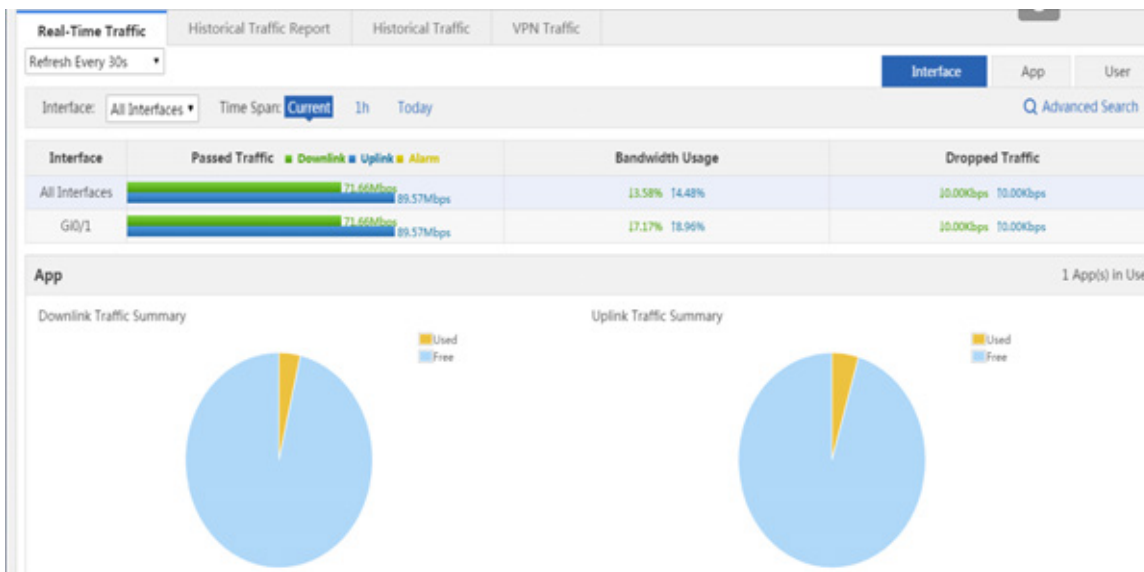 Real-Time Traffic Historical Traffic Report Historical Traffic VPN Traffic
Refresh Every 30s
Interface App User
Interface: All Interfaces Time Span: Current 1h Today Advanced Search
Interface Passed Traffic Downlink Uplink Alarm Bandwidth Usage Dropped Traffic
All Interfaces 71.66Mbps 89.57Mbps ↓3.58% ↑4.48% ↓0.00Kbps ↑0.00Kbps
Gi0/1 71.66Mbps 89.57Mbps ↓7.17% ↑8.96% ↓0.00Kbps ↑0.00Kbps
App 1 App(s) in Use
Downlink Traffic Summary Uplink Traffic Summary
Used Used
Free Free